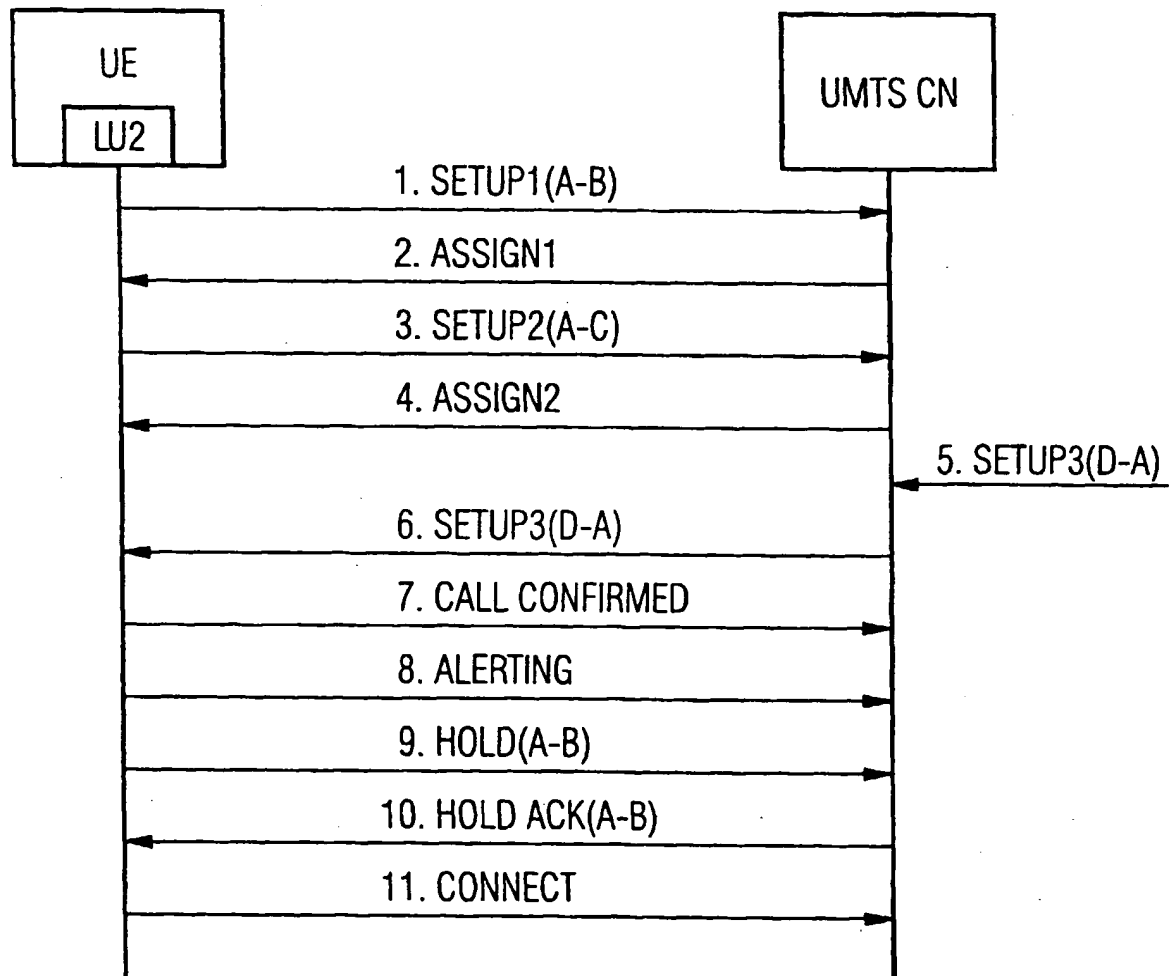 UE
LU2
UMTS CN
1. SETUP1(A-B)
2. ASSIGN1
3. SETUP2(A-C)
4. ASSIGN2
5. SETUP3(D-A)
6. SETUP3(D-A)
7. CALL CONFIRMED
8. ALERTING
9. HOLD(A-B)
10. HOLD ACK(A-B)
11. CONNECT